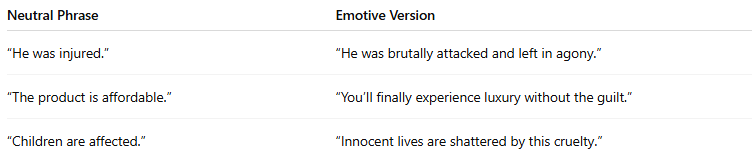 Neutral Phrase Emotive Version
“He was injured.” “He was brutally attacked and left in agony.”
“The product is affordable.” “You’ll finally experience luxury without the guilt.”
“Children are affected.” “Innocent lives are shattered by this cruelty.”